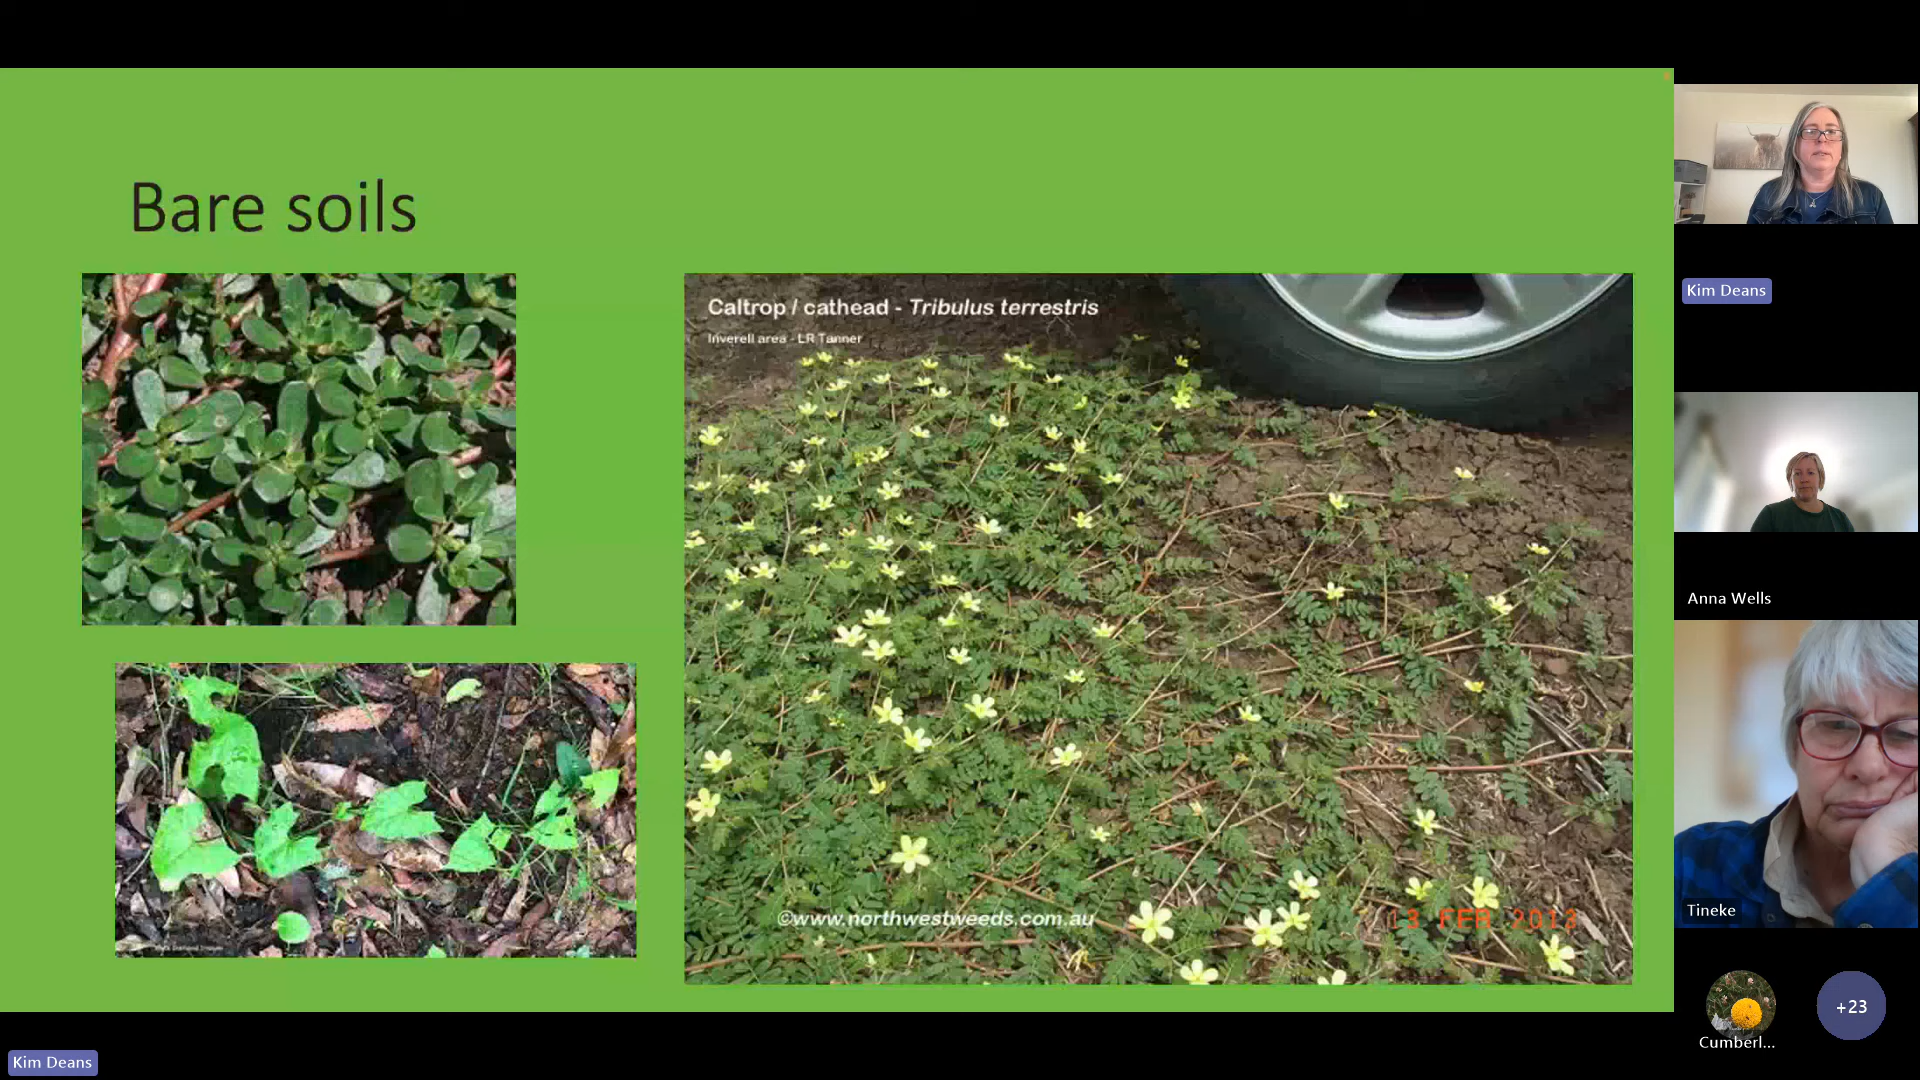 Bare soils
Caltrop / cathead - Tribulus terrestris
Inverell area - LR Tanner
©www.northwestweeds.com.au
13 FEB 2013
Kim Deans
Anna Wells
Tineke
Cumberl...
+23
Kim Deans